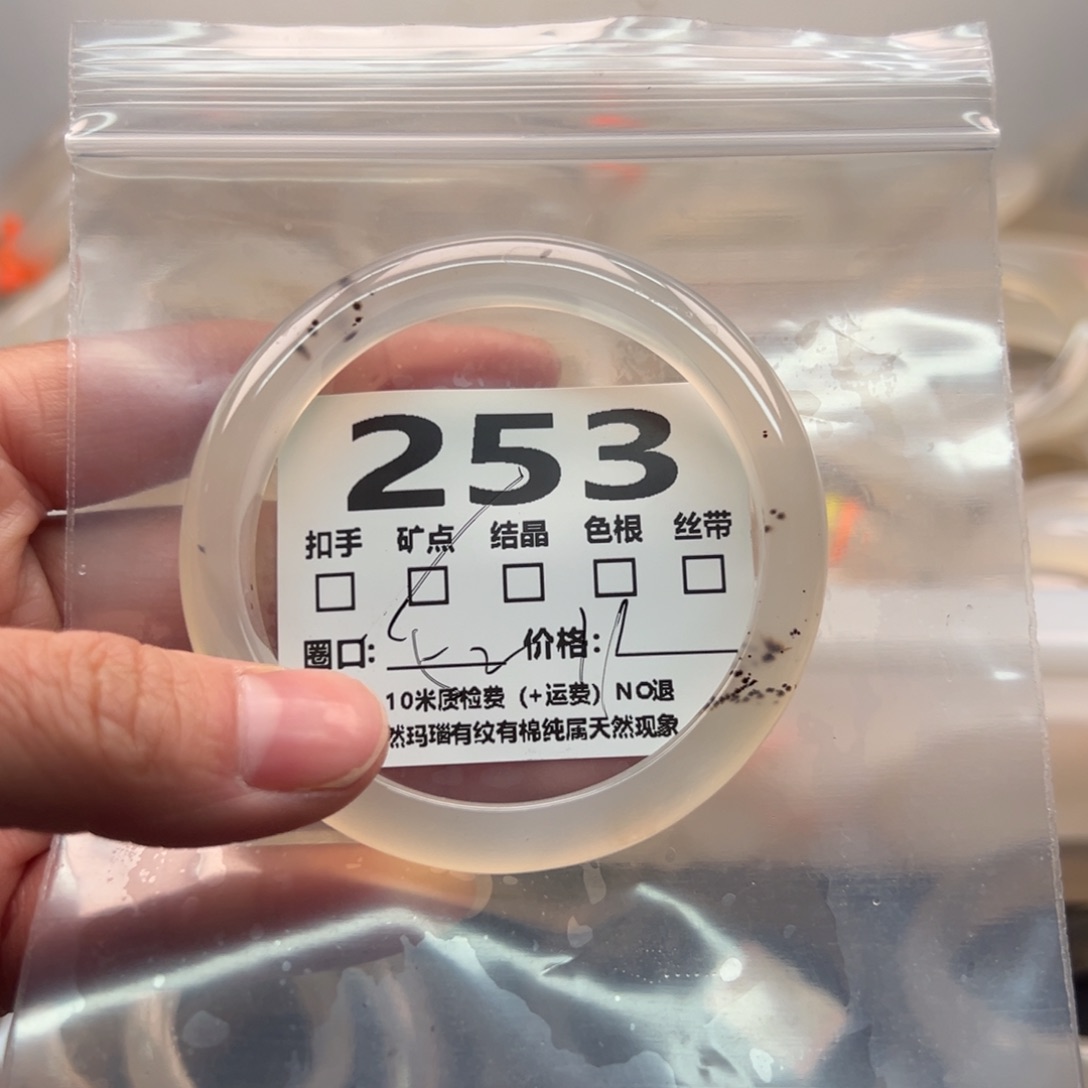 253
扣手 矿点 结晶 色根 丝带
圈口: 价格:
10米质检费 (+运费) NO退
然玛瑙有纹有棉纯属天然现象